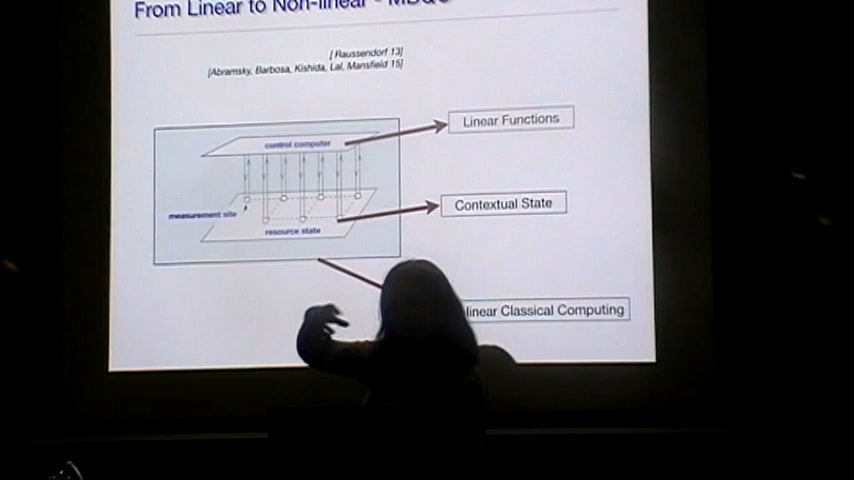 From Linear to Non-linear - MBQC
[ Raussendorf 13]
[Abramsky, Barbosa, Kishida, Lal, Mansfield 15]
control computer
Linear Functions
measurement site
resource state
Contextual State
linear Classical Computing